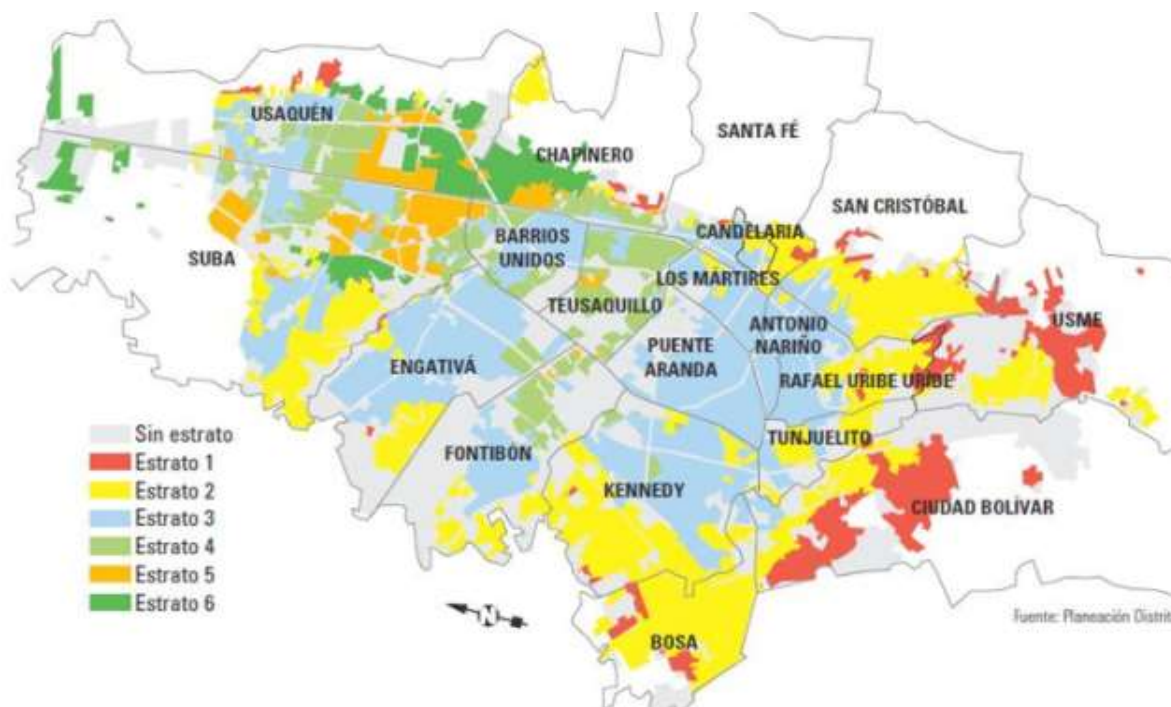 USAQUÉN
SANTA FÉ
CHAPINERO
SAN CRISTÓBAL
BARRIOS
UNIDOS
CANDELARIA
SUBA
LOS MARTIRES
TEUSAQUILLO
USME
ANTONIO
NARIÑO
PUENTE
ARANDA
ENGATIVÁ
RAFAEL URIBE URIBE
TUNJUELITO
FONTIBÓN
KENNEDY
CIUDAD BOLÍVAR
Sin estrato
Estrato 1
Estrato 2
Estrato 3
Estrato 4
Estrato 5
Estrato 6
N
Fuente: Planeación Distrit
BOSA